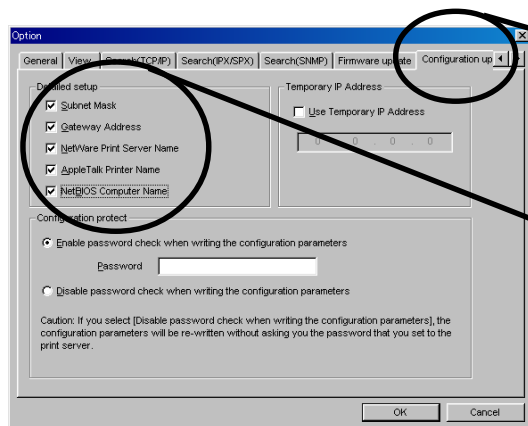 Option
General View Search(TCP/IP) Search(IPX/SPX) Search(SNMP) Firmware update Configuration up
Detailed setup
Subnet Mask
Gateway Address
NetWare Print Server Name
AppleTalk Printer Name
NetBIOS Computer Name
Temporary IP Address
Use Temporary IP Address
0 . 0 . 0 . 0
Configuration protect
Enable password check when writing the configuration parameters
Password
Disable password check when writing the configuration parameters
Caution: If you select [Disable password check when writing the configuration parameters], the
configuration parameters will be re-written without asking you the password that you set to the
print server.
OK Cancel